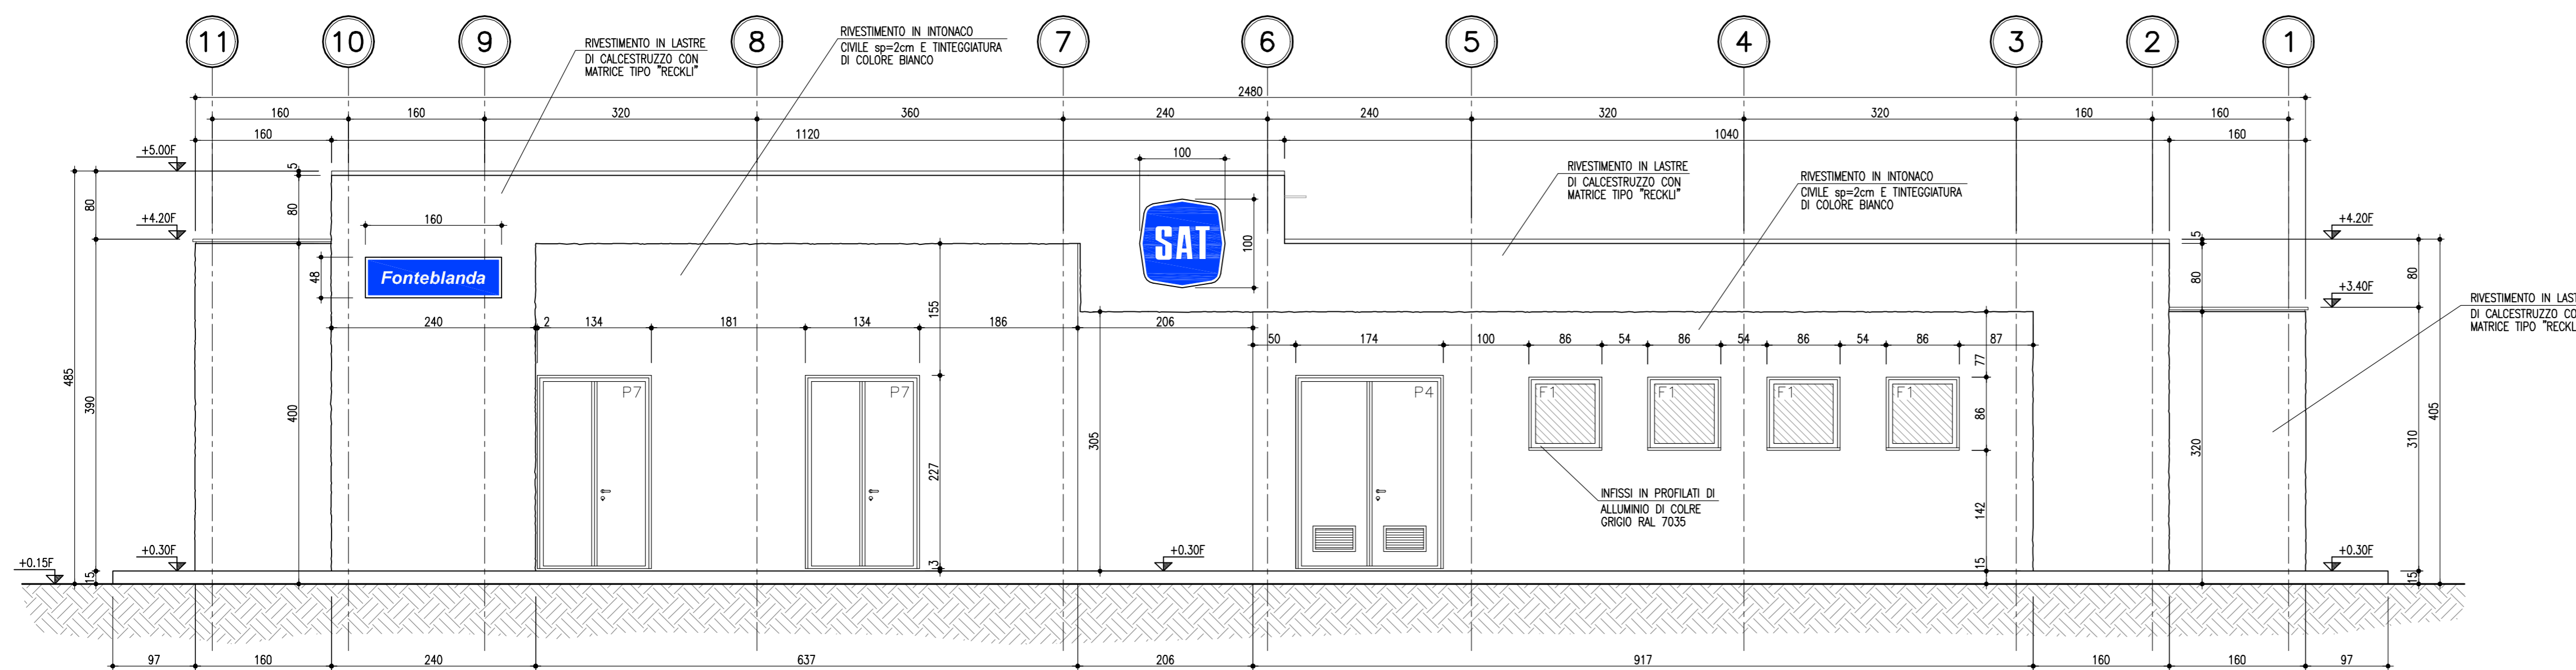 11 10 9 8 7 6 5 4 3 2 1
RIVESTIMENTO IN LASTRE
DI CALCESTRUZZO CON
MATRICE TIPO "RECKLI"
RIVESTIMENTO IN INTONACO
CIVILE sp=2cm E TINTEGGIATURA
DI COLORE BIANCO
2480
160 160 320 360 240 240 320 320 160 160
160 1120 1040 160
+5.00F
5
100
RIVESTIMENTO IN LASTRE
DI CALCESTRUZZO CON
MATRICE TIPO "RECKLI"
RIVESTIMENTO IN INTONACO
CIVILE sp=2cm E TINTEGGIATURA
DI COLORE BIANCO
80 80
+4.20F
160
SAT
100
+4.20F
5
80 80
48
Fonteblanda
+3.40F
RIVESTIMENTO IN LAST
DI CALCESTRUZZO CO
MATRICE TIPO "RECKL
155
240 2 134 181 134 186 206
50 174 100 86 54 86 54 86 54 86 87
77
485 390 400
P7 P7 P4 F1 F1 F1 F1
86
405
305
310
320
227
INFISSI IN PROFILATI DI
ALLUMINIO DI COLRE
GRIGIO RAL 7035
142
+0.15F
+0.30F
+0.30F
+0.30F
15 3 15 15
97 160 240 637 206 917 160 160 97